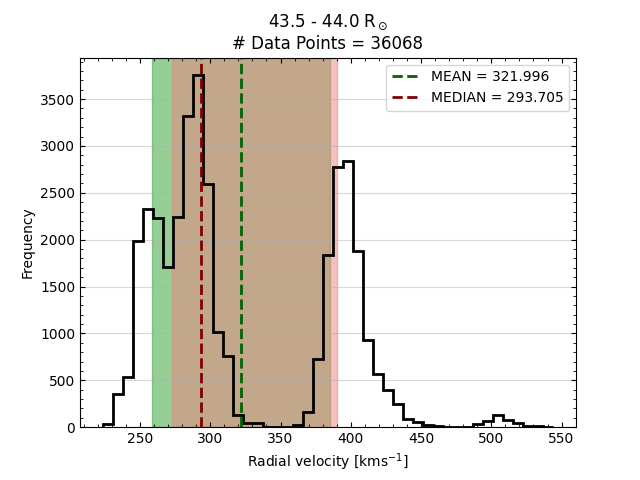 43.5 - 44.0 R⊙
# Data Points = 36068
MEAN = 321.996
MEDIAN = 293.705
Frequency
3500
3000
2500
2000
1500
1000
500
0
250 300 350 400 450 500 550
Radial velocity [kms⁻¹]